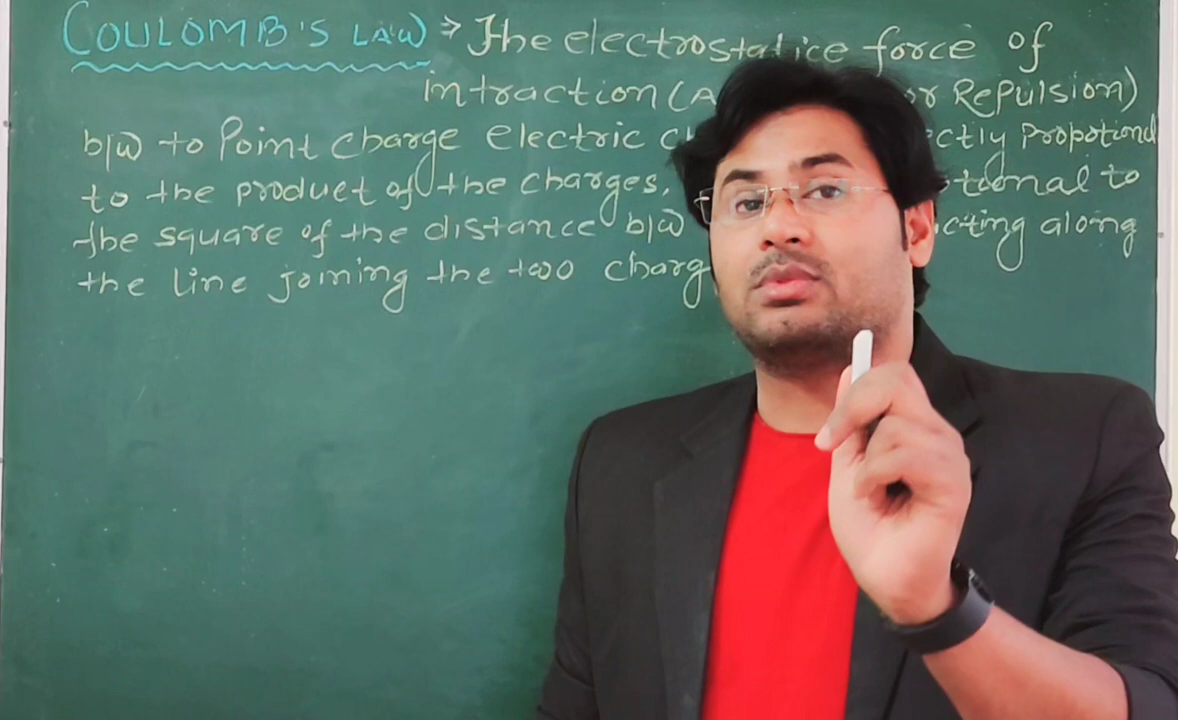 COULOMB'S LAW → The electrostatice force of
intraction (A or Repulsion)
b/w to Point charge electric ctly Propotional
to the product of the charges, tional to
the square of the distance b/w acting along
the line joining the two charg